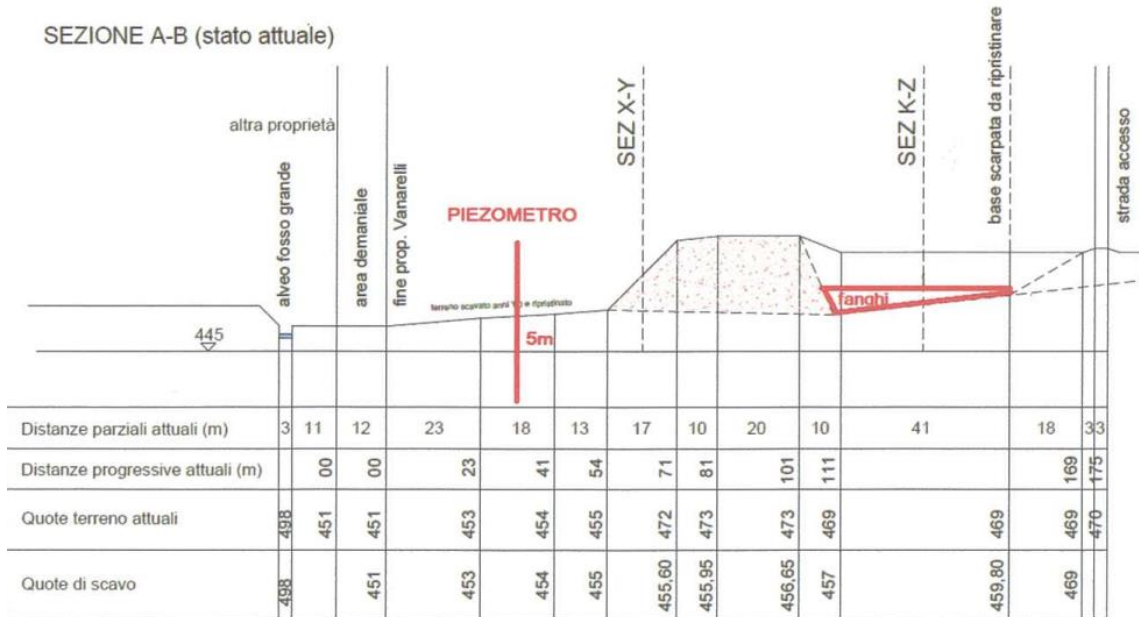 SEZIONE A-B (stato attuale)
altra proprietà
alveo fosso grande
area demaniale
fine prop. Vanarelli
PIEZOMETRO
SEZ X-Y
SEZ K-Z
base scarpata da ripristinare
strada accesso
terreno scavato anni e ripristinato
fanghi
445
5m
Distanze parziali attuali (m) 3 11 12 23 18 13 17 10 20 10 41 18 3 3
Distanze progressive attuali (m) 00 00 23 41 54 71 81 101 111 169 175
Quote terreno attuali 498 451 451 453 454 455 472 473 473 469 469 469 470
Quote di scavo 498 451 453 454 455 455,60 455,95 456,65 457 459,80 469